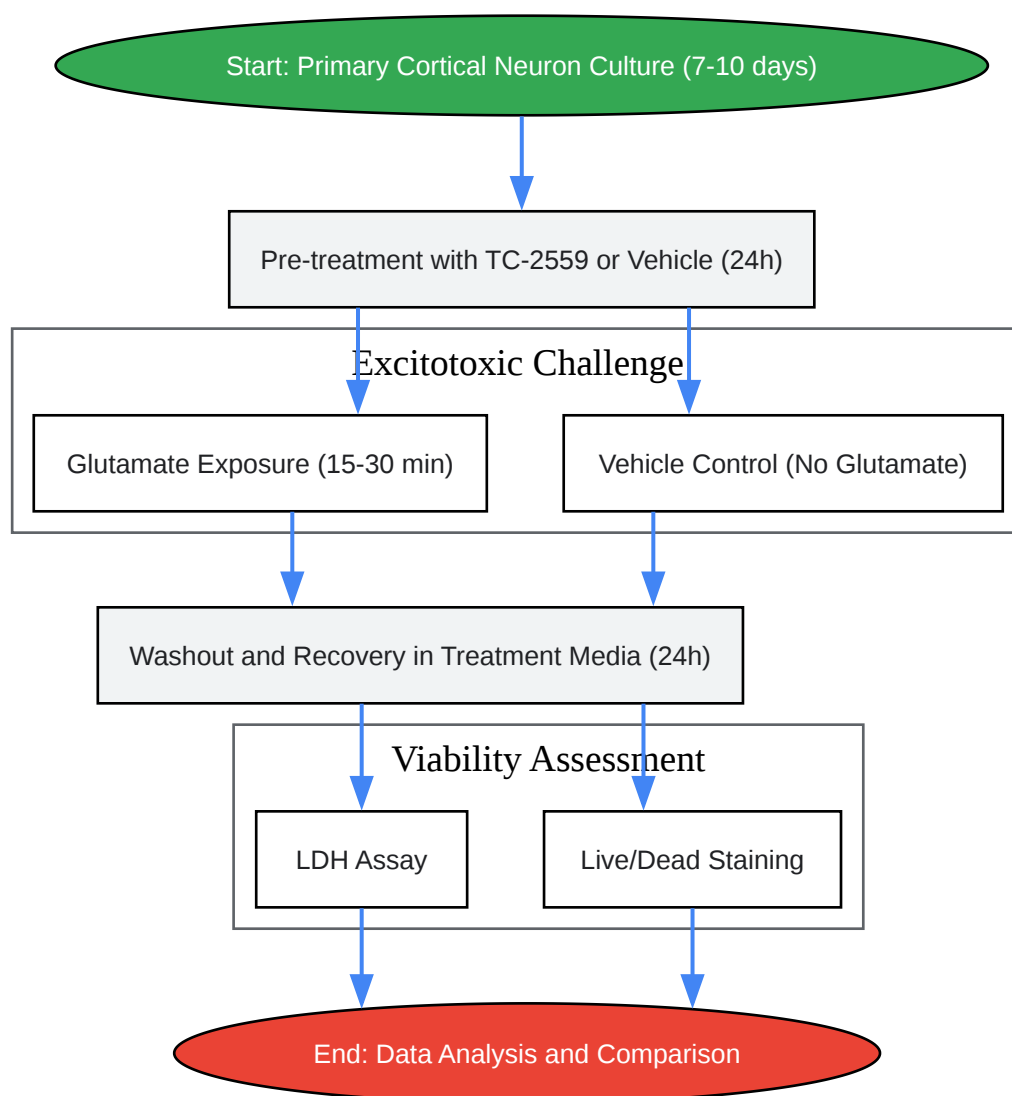 Start: Primary Cortical Neuron Culture (7-10 days)
Pre-treatment with TC-2559 or Vehicle (24h)
Excitotoxic Challenge
Glutamate Exposure (15-30 min)
Vehicle Control (No Glutamate)
Washout and Recovery in Treatment Media (24h)
Viability Assessment
LDH Assay
Live/Dead Staining
End: Data Analysis and Comparison